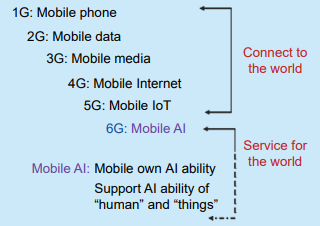 1G: Mobile phone
2G: Mobile data
3G: Mobile media
4G: Mobile Internet
5G: Mobile IoT
Connect to
the world
6G: Mobile AI
Service for
the world
Mobile AI: Mobile own AI ability
Support AI ability of
“human” and “things”